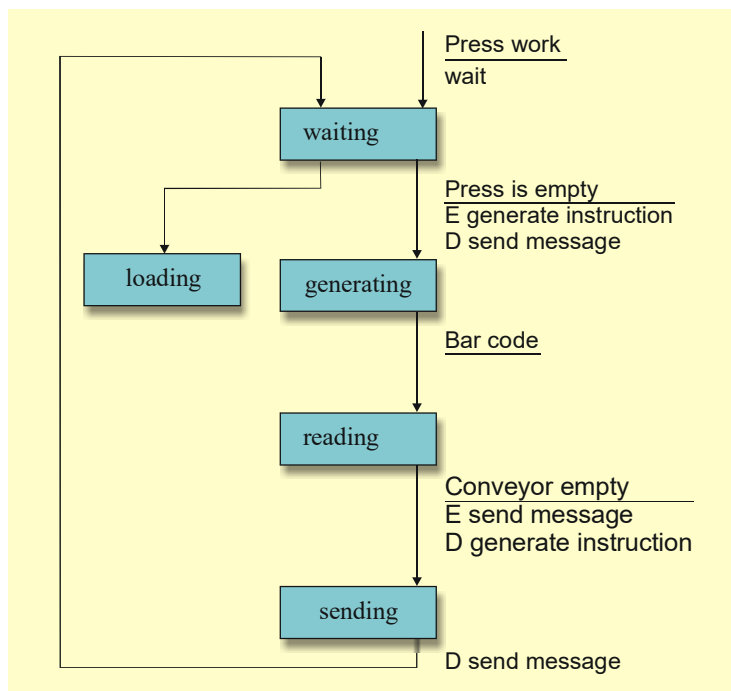 Press work
wait
waiting
Press is empty
E generate instruction
D send message
loading
generating
Bar code
reading
Conveyor empty
E send message
D generate instruction
sending
D send message